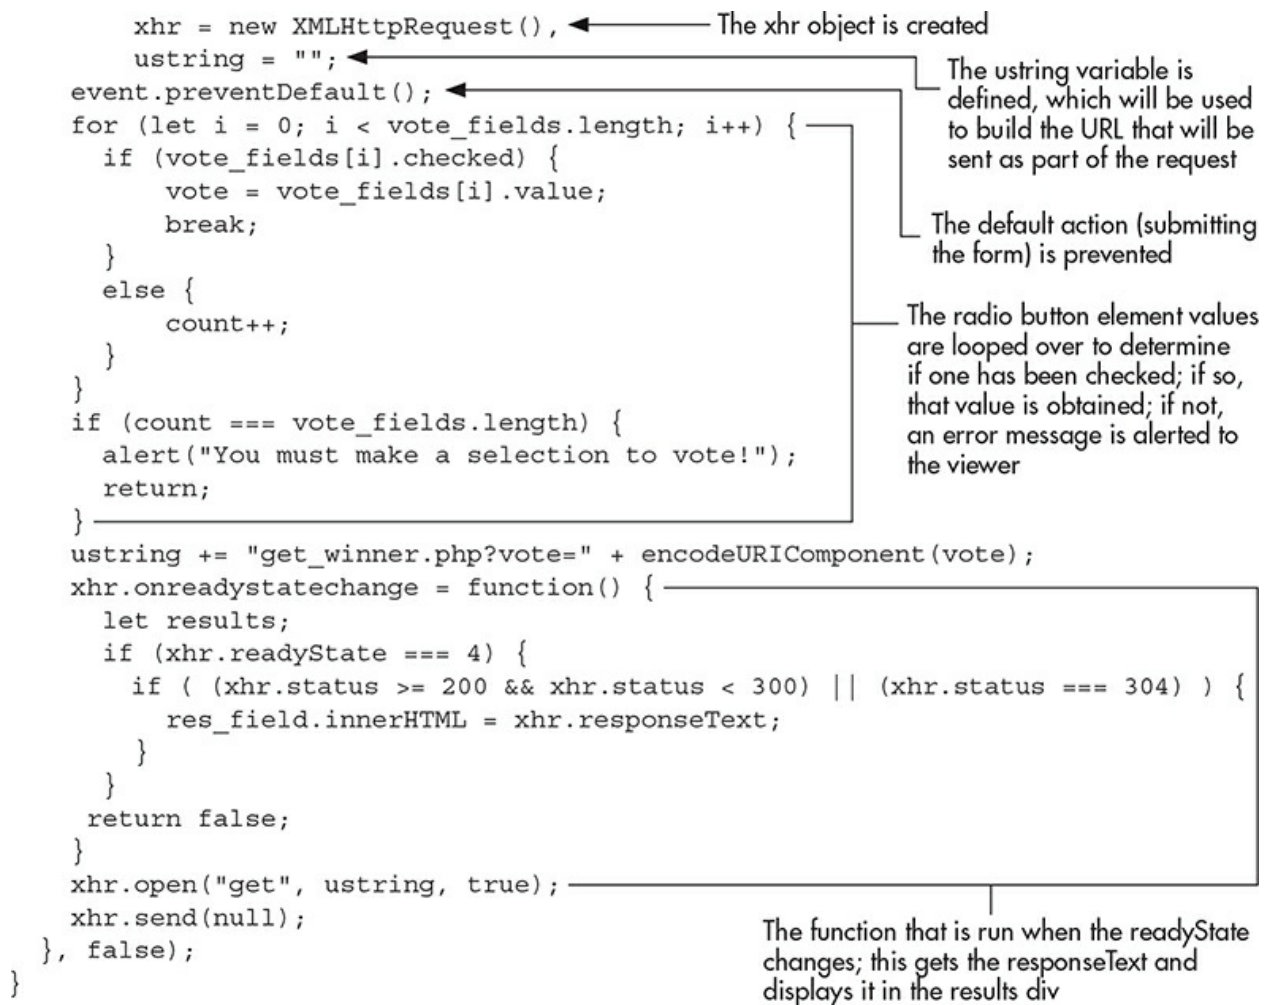 xhr = new XMLHttpRequest(),
The xhr object is created
ustring = "";
The ustring variable is
defined, which will be used
to build the URL that will be
sent as part of the request
event.preventDefault();
The default action (submitting
the form) is prevented
for (let i = 0; i < vote_fields.length; i++) {
if (vote_fields[i].checked) {
vote = vote_fields[i].value;
break;
}
else {
count++;
}
}
if (count === vote_fields.length) {
alert("You must make a selection to vote!");
return;
}
The radio button element values
are looped over to determine
if one has been checked; if so,
that value is obtained; if not,
an error message is alerted to
the viewer
ustring += "get_winner.php?vote=" + encodeURIComponent(vote);
xhr.onreadystatechange = function() {
let results;
if (xhr.readyState === 4) {
if ( (xhr.status >= 200 && xhr.status < 300) || (xhr.status === 304) ) {
res_field.innerHTML = xhr.responseText;
}
}
return false;
}
xhr.open("get", ustring, true);
xhr.send(null);
}, false);
}
The function that is run when the readyState
changes; this gets the responseText and
displays it in the results div